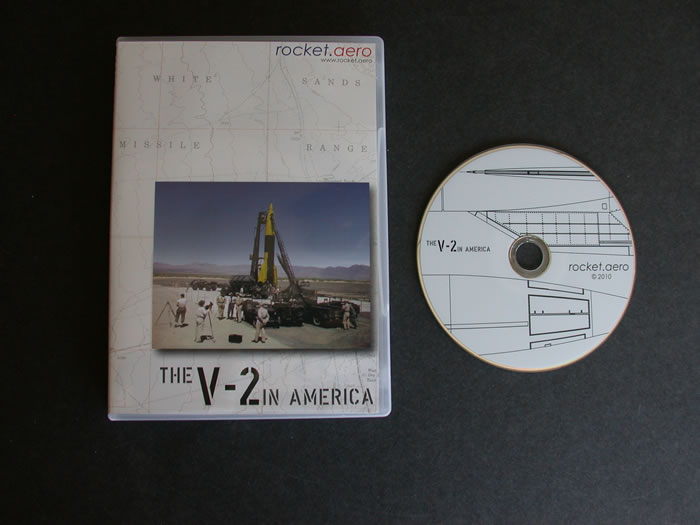 rocket.aero
www.rocket.aero
WHITE SANDS
MISSILE RANGE
THE V-2 IN AMERICA
THE V-2 IN AMERICA
rocket.aero
© 2010